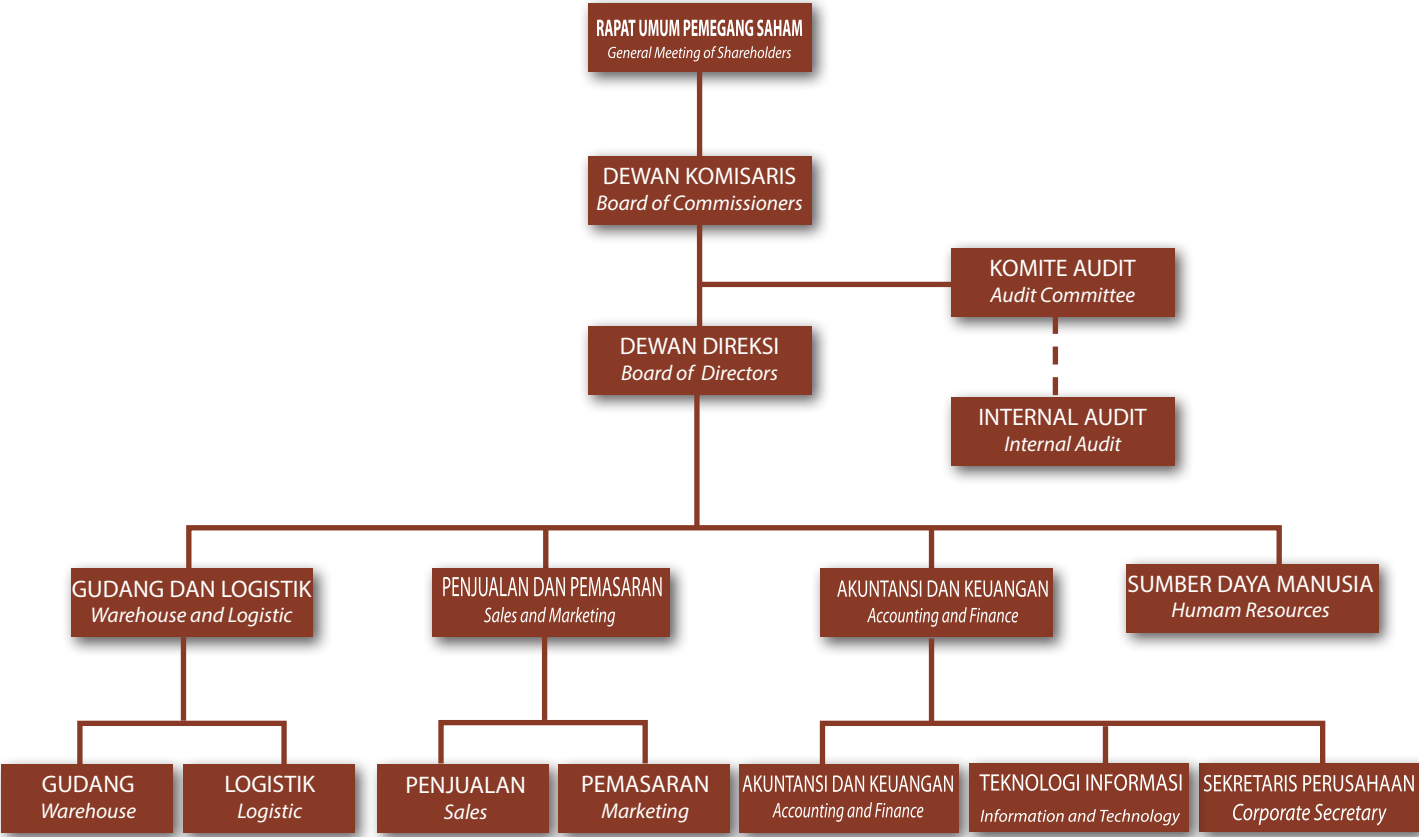 RAPAT UMUM PEMEGANG SAHAM
General Meeting of Shareholders
DEWAN KOMISARIS
Board of Commissioners
KOMITE AUDIT
Audit Committee
DEWAN DIREKSI
Board of Directors
INTERNAL AUDIT
Internal Audit
GUDANG DAN LOGISTIK
Warehouse and Logistic
PENJUALAN DAN PEMASARAN
Sales and Marketing
AKUNTANSI DAN KEUANGAN
Accounting and Finance
SUMBER DAYA MANUSIA
Humam Resources
GUDANG
Warehouse
LOGISTIK
Logistic
PENJUALAN
Sales
PEMASARAN
Marketing
AKUNTANSI DAN KEUANGAN
Accounting and Finance
TEKNOLOGI INFORMASI
Information and Technology
SEKRETARIS PERUSAHAAN
Corporate Secretary